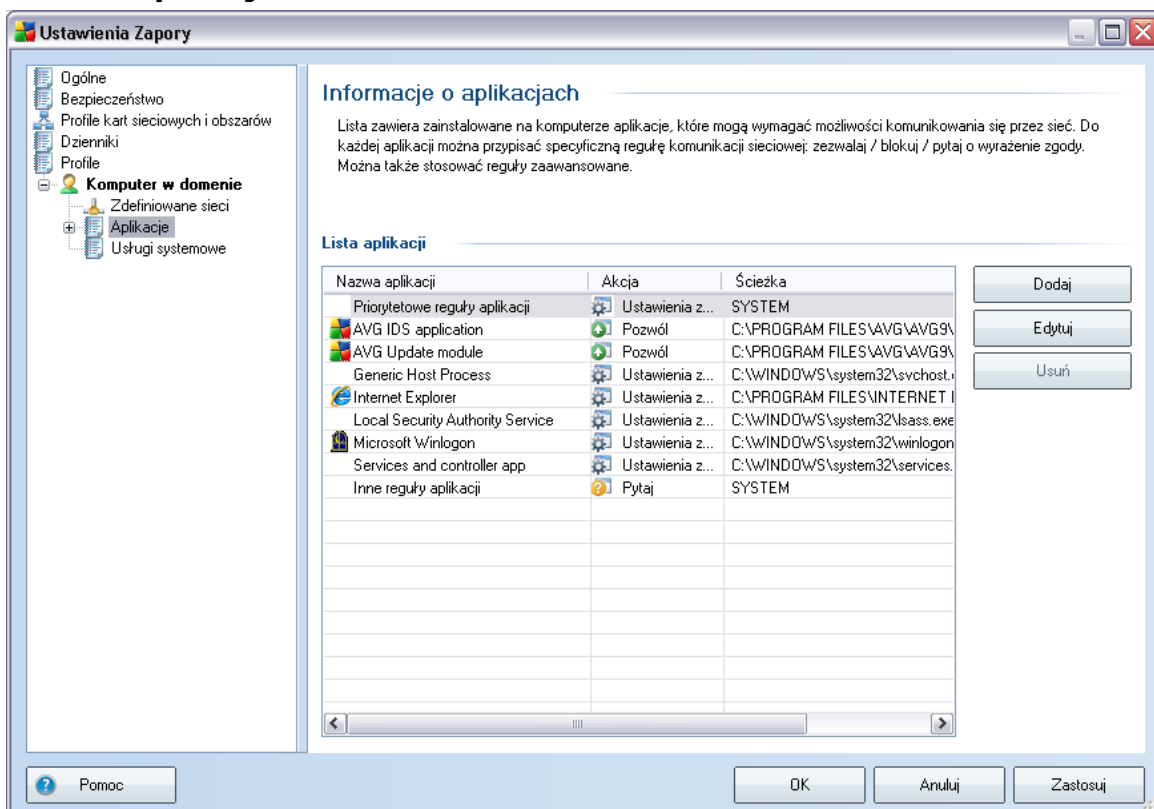 Ustawienia Zapory
Ogólne
Bezpieczeństwo
Profile kart sieciowych i obszarów
Dzienniki
Profile
Komputer w domenie
Zdefiniowane sieci
Aplikacje
Usługi systemowe
Informacje o aplikacjach
Lista zawiera zainstalowane na komputerze aplikacje, które mogą wymagać możliwości komunikowania się przez sieć. Do
każdej aplikacji można przypisać specyficzną regułę komunikacji sieciowej: zezwalaj / blokuj / pytaj o wyrażenie zgody.
Można także stosować reguły zaawansowane.
Lista aplikacji
Nazwa aplikacji Akcja Ścieżka
Priorytetowe reguły aplikacji Ustawienia z... SYSTEM
AVG IDS application Pozwól C:\PROGRAM FILES\AVG\AVG9\
AVG Update module Pozwól C:\PROGRAM FILES\AVG\AVG9\
Generic Host Process Ustawienia z... C:\WINDOWS\system32\svchost.
Internet Explorer Ustawienia z... C:\PROGRAM FILES\INTERNET
Local Security Authority Service Ustawienia z... C:\WINDOWS\system32\lsass.exe
Microsoft Winlogon Ustawienia z... C:\WINDOWS\system32\winlogon
Services and controller app Ustawienia z... C:\WINDOWS\system32\services.
Inne reguły aplikacji Pytaj SYSTEM
Dodaj
Edytuj
Usuń
Pomoc
OK
Anuluj
Zastosuj